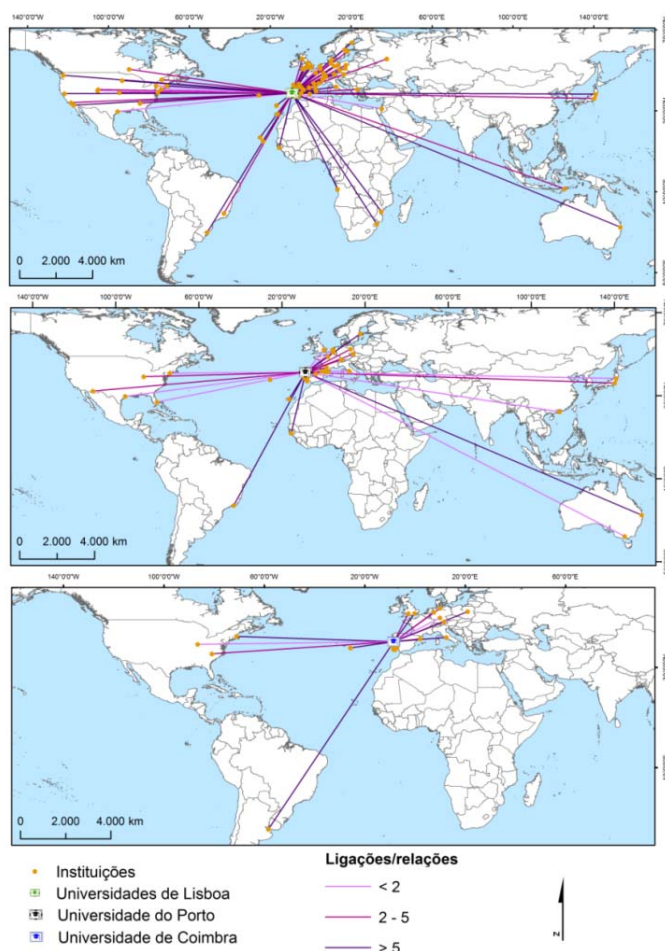 140°0'0"W 100°0'0"W 60°0'0"W 20°0'0"W 20°0'0"E 60°0'0"E 100°0'0"E 140°0'0"E
0 2.000 4.000 km
140°0'0"W 100°0'0"W 60°0'0"W 20°0'0"W 20°0'0"E 60°0'0"E 100°0'0"E 140°0'0"E
0 2.000 4.000 km
140°0'0"W 100°0'0"W 60°0'0"W 20°0'0"W 20°0'0"E 60°0'0"E
0 2.000 4.000 km
Instituições
Universidades de Lisboa
Universidade do Porto
Universidade de Coimbra
Ligações/relações
< 2
2 - 5
> 5
N